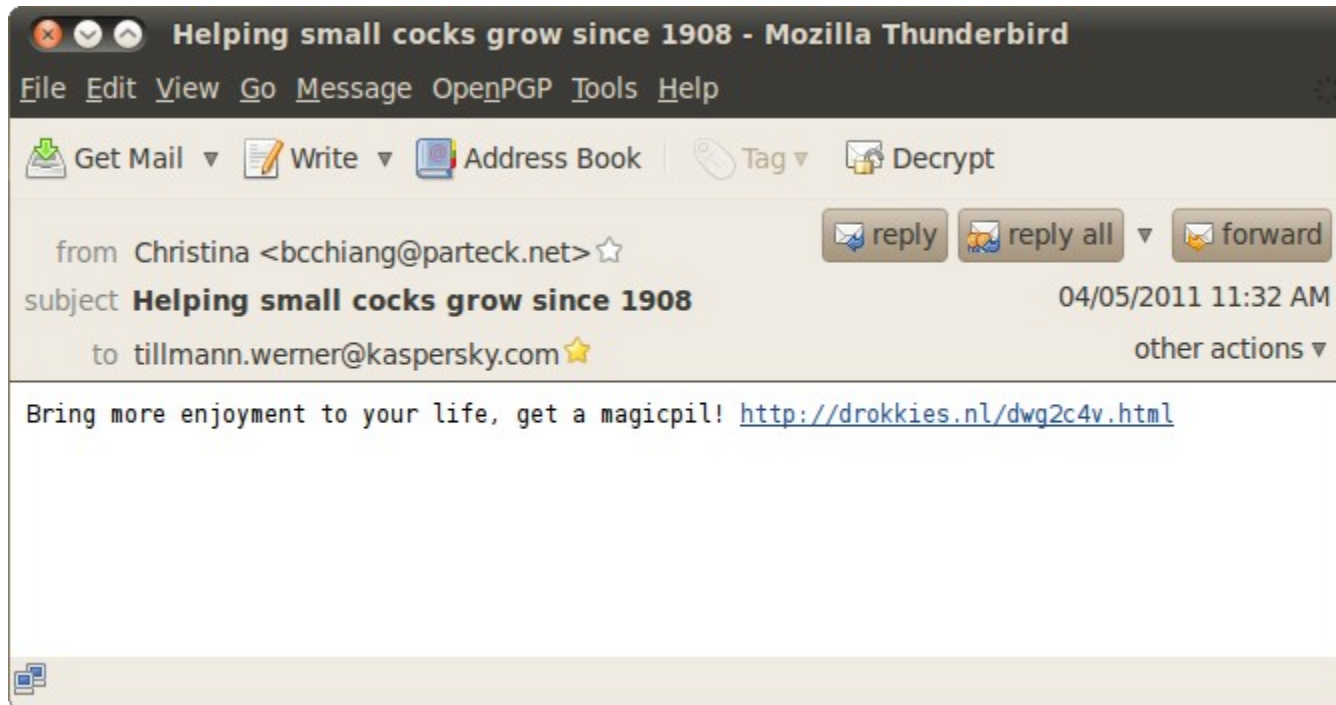 Helping small cocks grow since 1908 - Mozilla Thunderbird
File Edit View Go Message OpenPGP Tools Help
Get Mail Write Address Book Tag Decrypt
from Christina <bcchiang@parteck.net> reply reply all forward
subject Helping small cocks grow since 1908 04/05/2011 11:32 AM
to tillmann.werner@kaspersky.com other actions
Bring more enjoyment to your life, get a magicpil! http://drokkies.nl/dwg2c4v.html